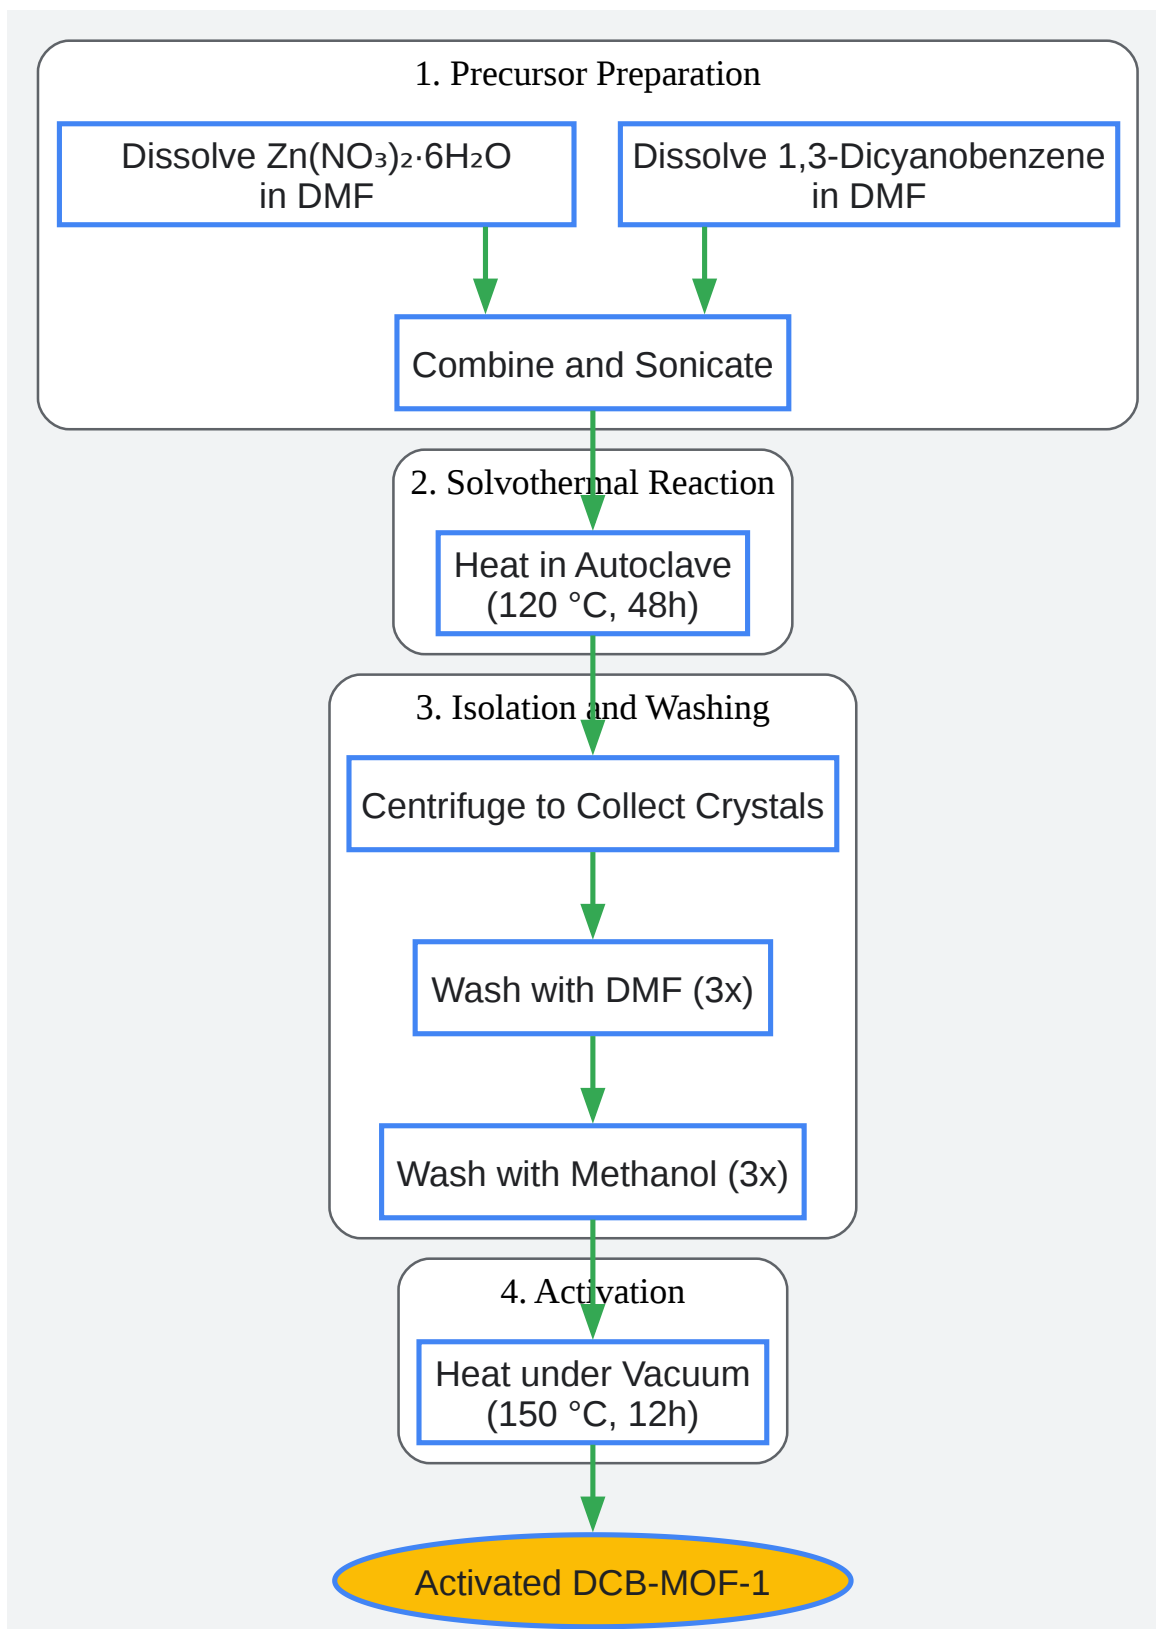 1. Precursor Preparation
Dissolve Zn(NO₃)₂·6H₂O
in DMF
Dissolve 1,3-Dicyanobenzene
in DMF
Combine and Sonicate
2. Solvothermal Reaction
Heat in Autoclave
(120 °C, 48h)
3. Isolation and Washing
Centrifuge to Collect Crystals
Wash with DMF (3x)
Wash with Methanol (3x)
4. Activation
Heat under Vacuum
(150 °C, 12h)
Activated DCB-MOF-1